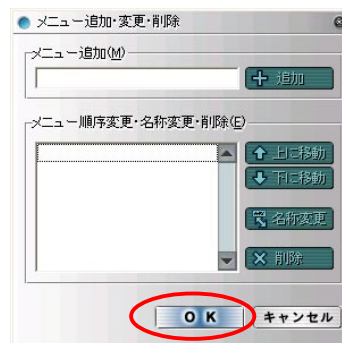 メニュー追加・変更・削除
メニュー追加(M)
追加
メニュー順序変更・名称変更・削除(E)
上に移動
下に移動
名称変更
削除
OK
キャンセル